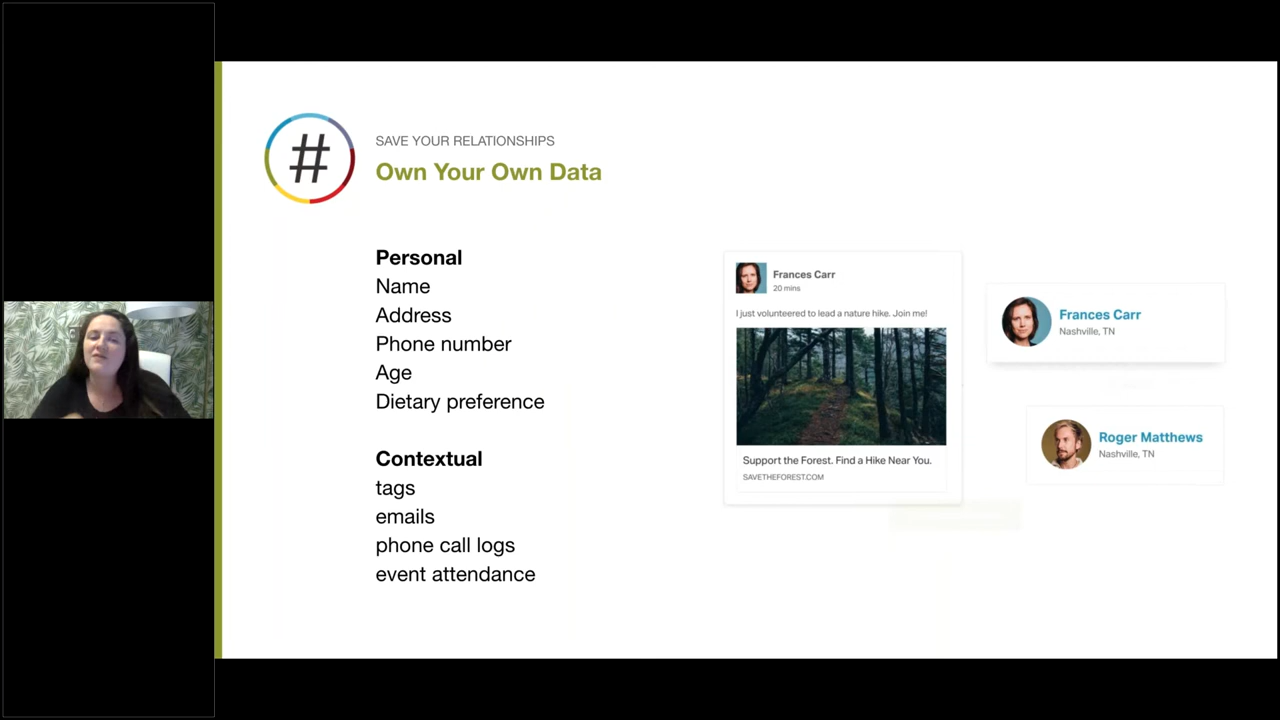 #
SAVE YOUR RELATIONSHIPS
Own Your Own Data
Personal
Name
Address
Phone number
Age
Dietary preference
Contextual
tags
emails
phone call logs
event attendance
Frances Carr
20 mins
I just volunteered to lead a nature hike. Join me!
Support the Forest. Find a Hike Near You.
SAVETHEFOREST.COM
Frances Carr
Nashville, TN
Roger Matthews
Nashville, TN